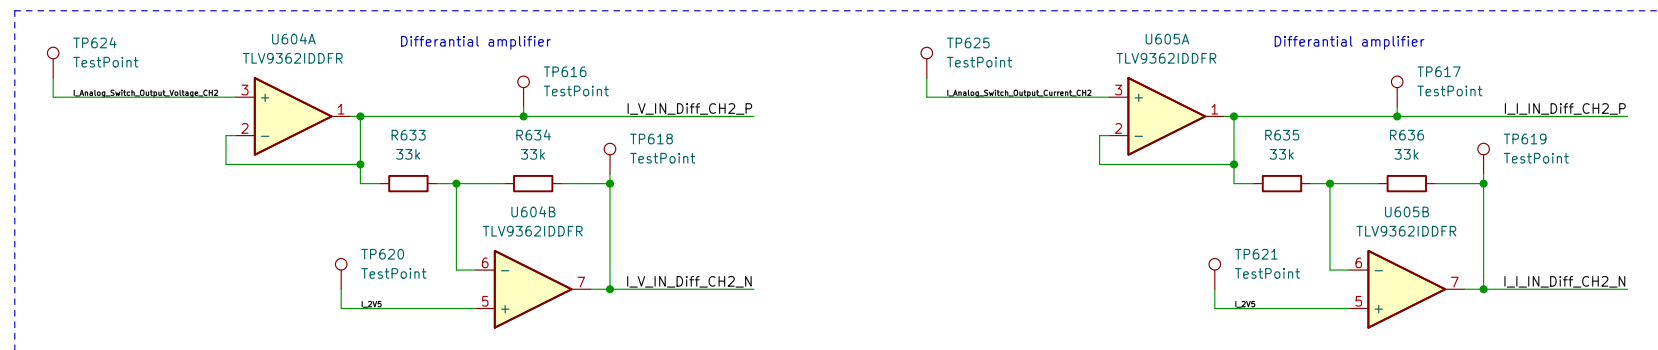 TP624
TestPoint
I_Analog_Switch_Output_Voltage_CH2
U604A
TLV9362IDDFR
3
+
2
−
1
Differantial amplifier
TP616
TestPoint
I_V_IN_Diff_CH2_P
R633
33k
R634
33k
TP618
TestPoint
U604B
TLV9362IDDFR
TP620
TestPoint
I_2V5
6
−
5
+
7
I_V_IN_Diff_CH2_N
TP625
TestPoint
I_Analog_Switch_Output_Current_CH2
U605A
TLV9362IDDFR
3
+
2
−
1
Differantial amplifier
TP617
TestPoint
I_I_IN_Diff_CH2_P
R635
33k
R636
33k
TP619
TestPoint
U605B
TLV9362IDDFR
TP621
TestPoint
I_2V5
6
−
5
+
7
I_I_IN_Diff_CH2_N